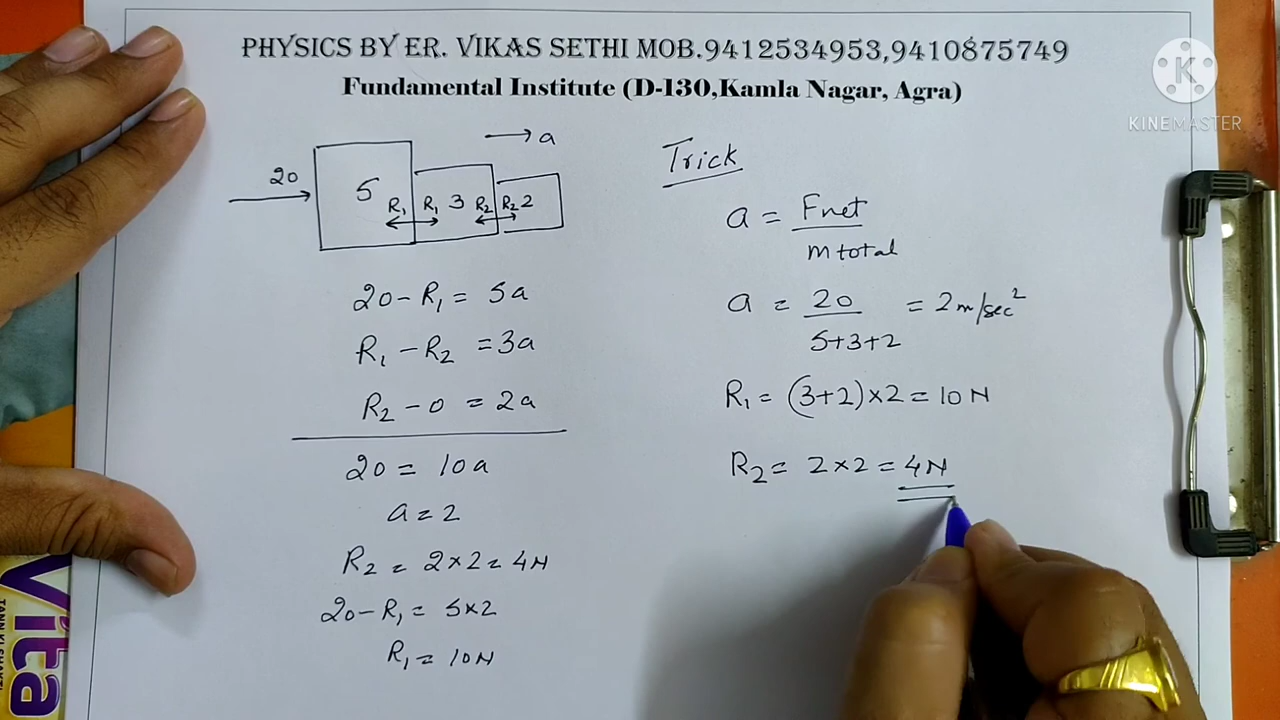 PHYSICS BY ER. VIKAS SETHI MOB.9412534953,9410875749
Fundamental Institute (D-130,Kamla Nagar, Agra)
K
KINEMASTER
→ a
20
5 R₁ R₁ 3 R₂ R₂ 2
20 - R₁ = 5a
R₁ - R₂ = 3a
R₂ - 0 = 2a
20 = 10a
a = 2
R₂ = 2×2 = 4N
20 - R₁ = 5×2
R₁ = 10N
Trick
a = Fnet / m total
a = 20 / 5+3+2 = 2m/sec²
R₁ = (3+2)×2 = 10N
R₂ = 2×2 = 4N
Vita